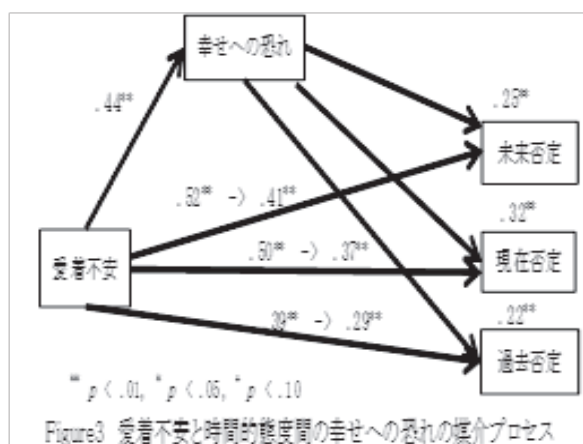 幸せへの恐れ
.44**
.25**
未来否定
.52** -> .41**
.32**
愛着不安
.50** -> .37**
現在否定
.22**
.39** -> .29**
過去否定
** p < .01, * p < .05, + p < .10
Figure3 愛着不安と時間的態度間の幸せへの恐れの媒介プロセス